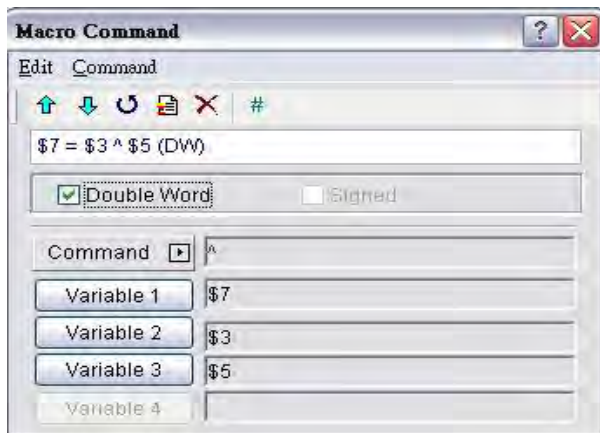 Macro Command
Edit Command
#
$7 = $3 ^ $5 (DW)
Double Word Signed
Command ^
Variable 1 $7
Variable 2 $3
Variable 3 $5
Variable 4